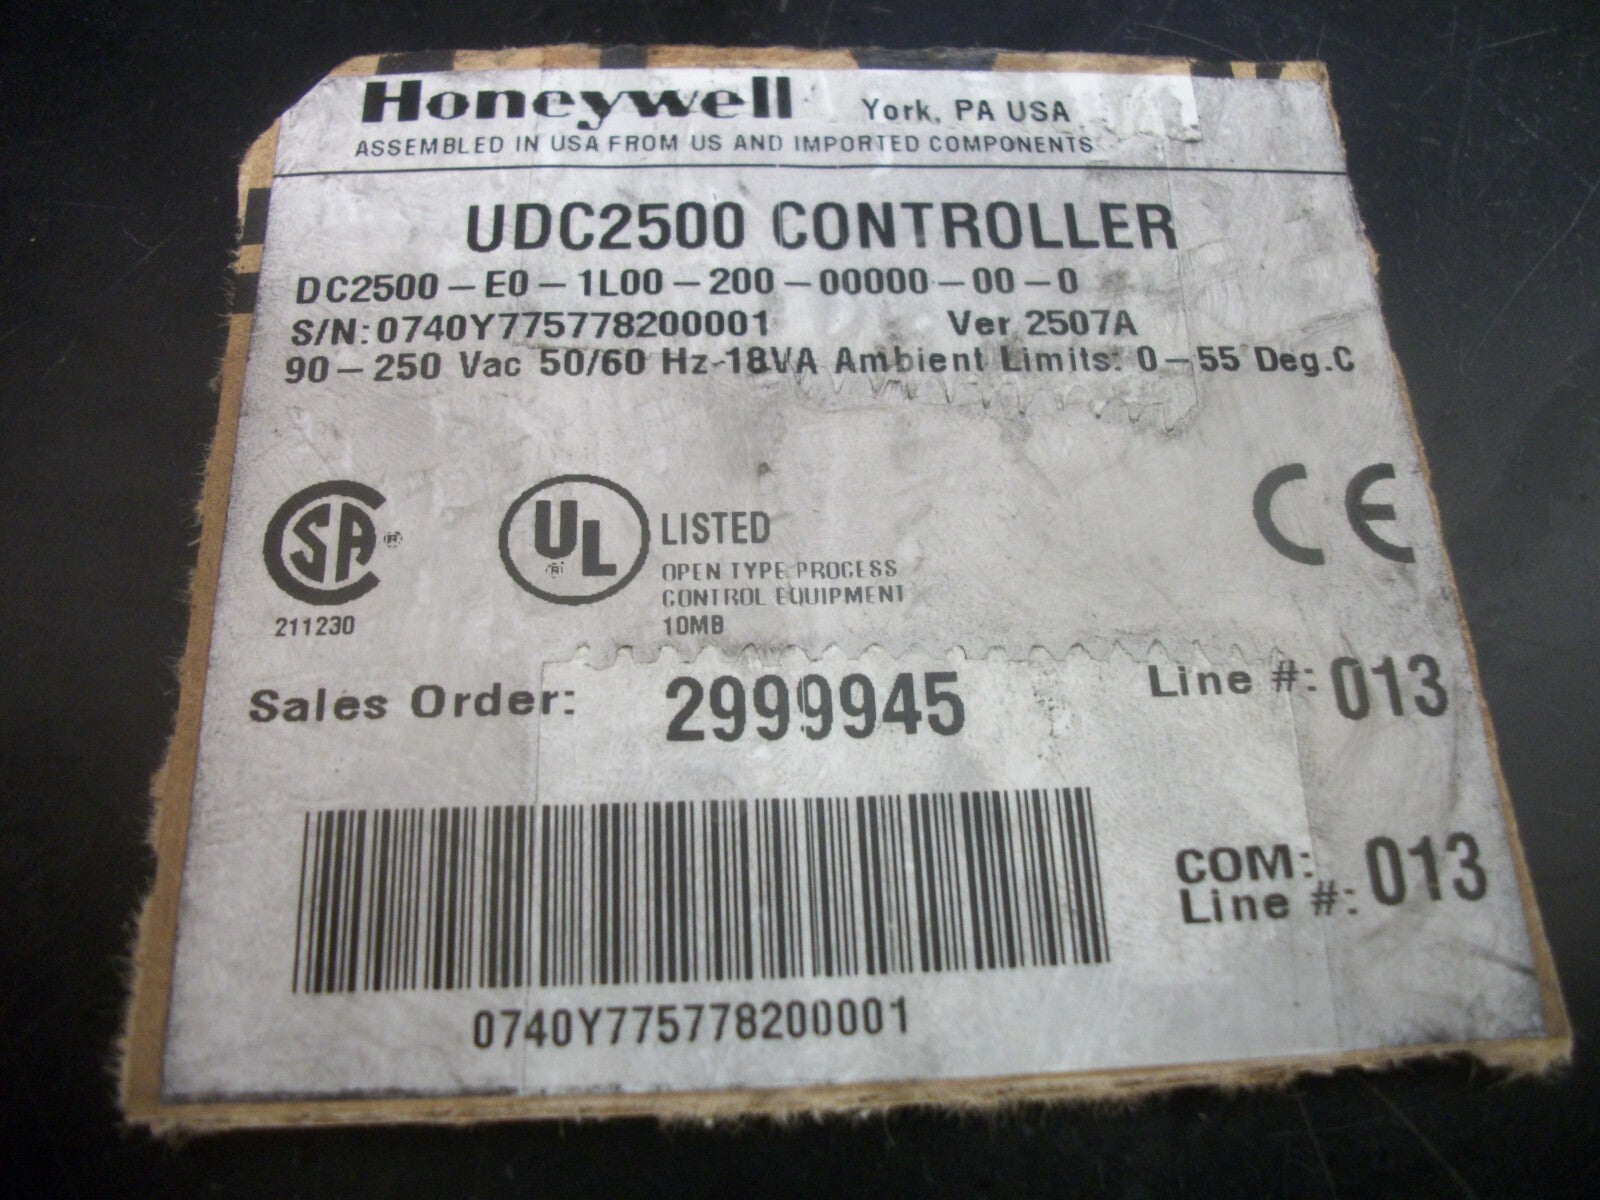 Honeywell York, PA USA
ASSEMBLED IN USA FROM US AND IMPORTED COMPONENTS
UDC2500 CONTROLLER
DC2500-E0-1L00-200-00000-00-0
S/N: 0740Y775778200001 Ver 2507A
90-250 Vac 50/60 Hz-18VA Ambient Limits: 0-55 Deg.C
SA ®
211230
UL ®
LISTED
OPEN TYPE PROCESS
CONTROL EQUIPMENT
10MB
CE
Sales Order: 2999945
Line #: 013
COM:
Line #: 013
0740Y775778200001